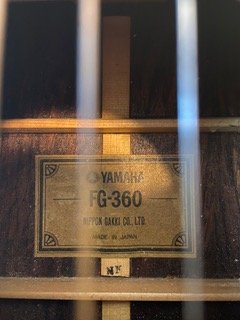 YAMAHA
FG-360
NIPPON GAKKI CO., LTD.
MADE IN JAPAN